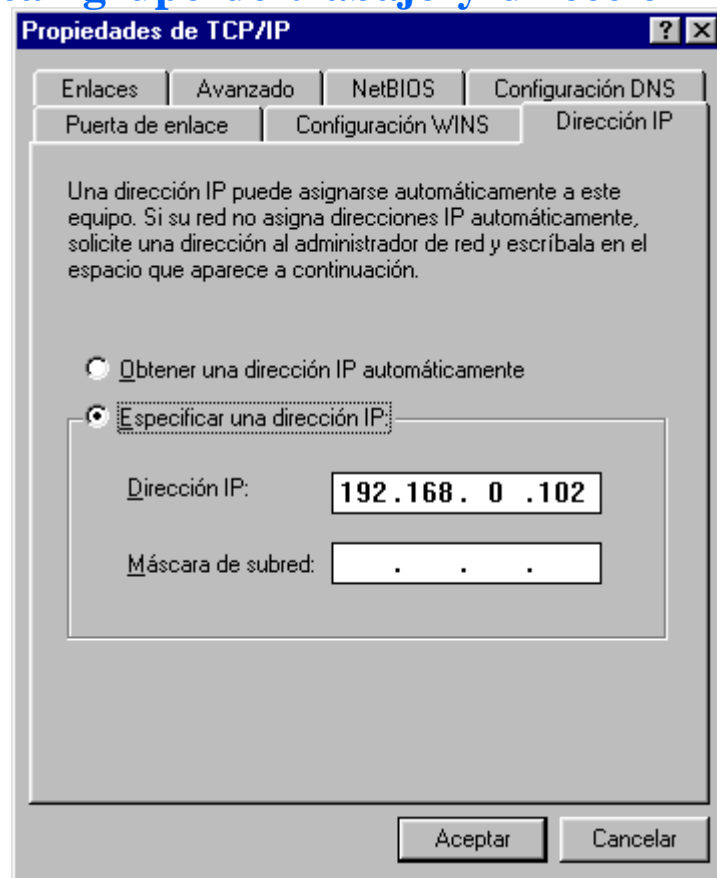 grupo de trabajo y
Propiedades de TCP/IP
Enlaces Avanzado NetBIOS Configuración DNS
Puerta de enlace Configuración WINS Dirección IP
Una dirección IP puede asignarse automáticamente a este
equipo. Si su red no asigna direcciones IP automáticamente,
solicite una dirección al administrador de red y escríbala en el
espacio que aparece a continuación.
Obtener una dirección IP automáticamente
Especificar una dirección IP:
Dirección IP: 192.168. 0 .102
Máscara de subred: . . .
Aceptar Cancelar